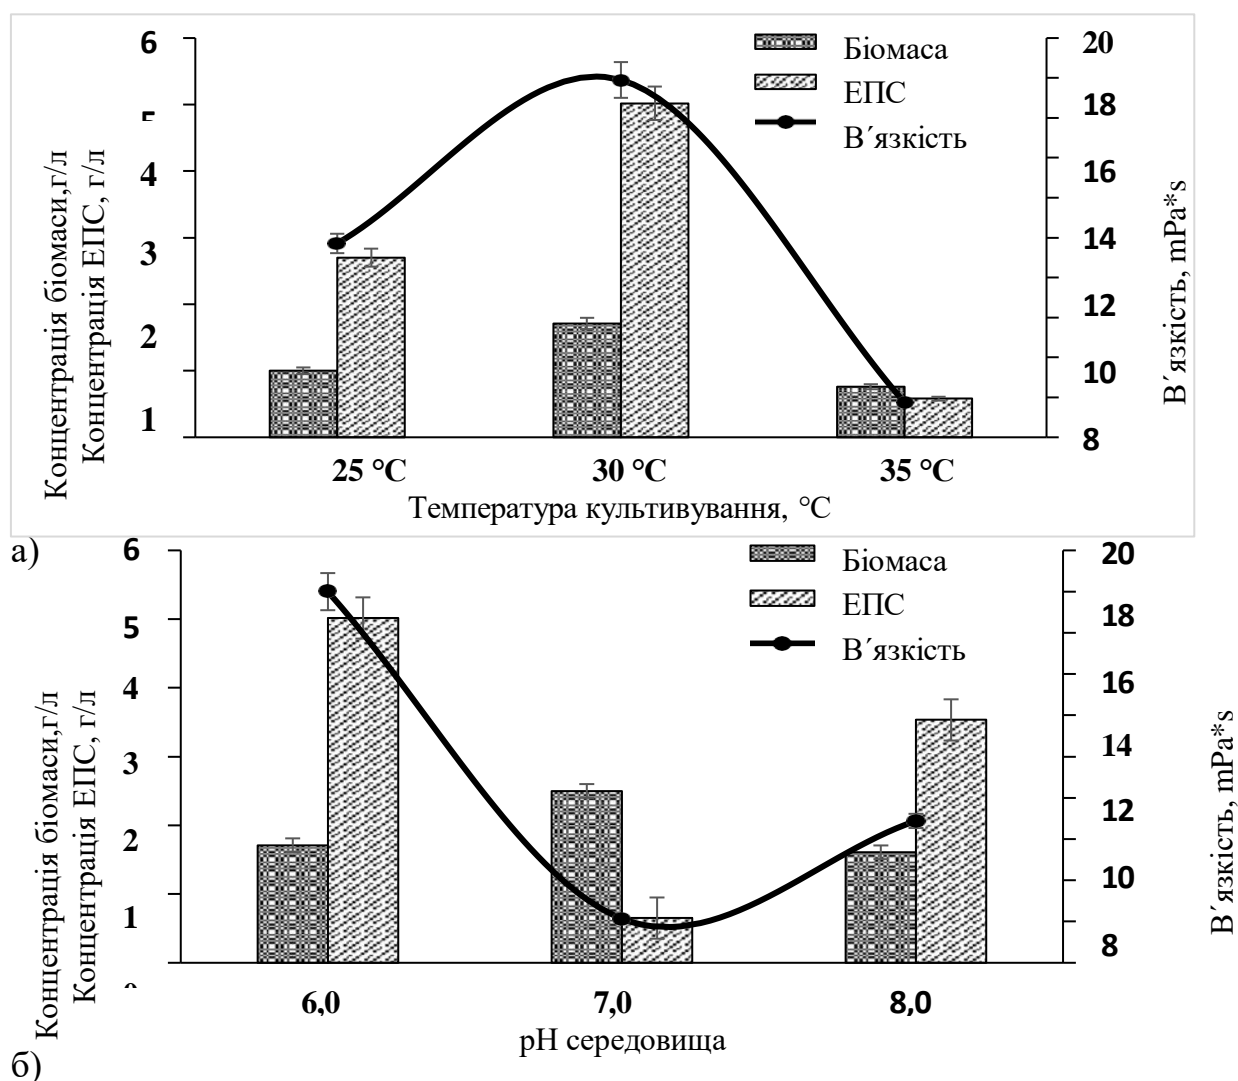 6
5
4
3
2
1
Концентрація біомаси,г/л
Концентрація ЕПС, г/л
Біомаса
ЕПС
В´язкість
20
18
16
14
12
10
8
В´язкість, mPa*s
25 °C
30 °C
35 °C
Температура культивування, °C
а)
6
5
4
3
2
1
Концентрація біомаси,г/л
Концентрація ЕПС, г/л
Біомаса
ЕПС
В´язкість
20
18
16
14
12
10
8
В´язкість, mPa*s
6,0
7,0
8,0
pH середовища
б)